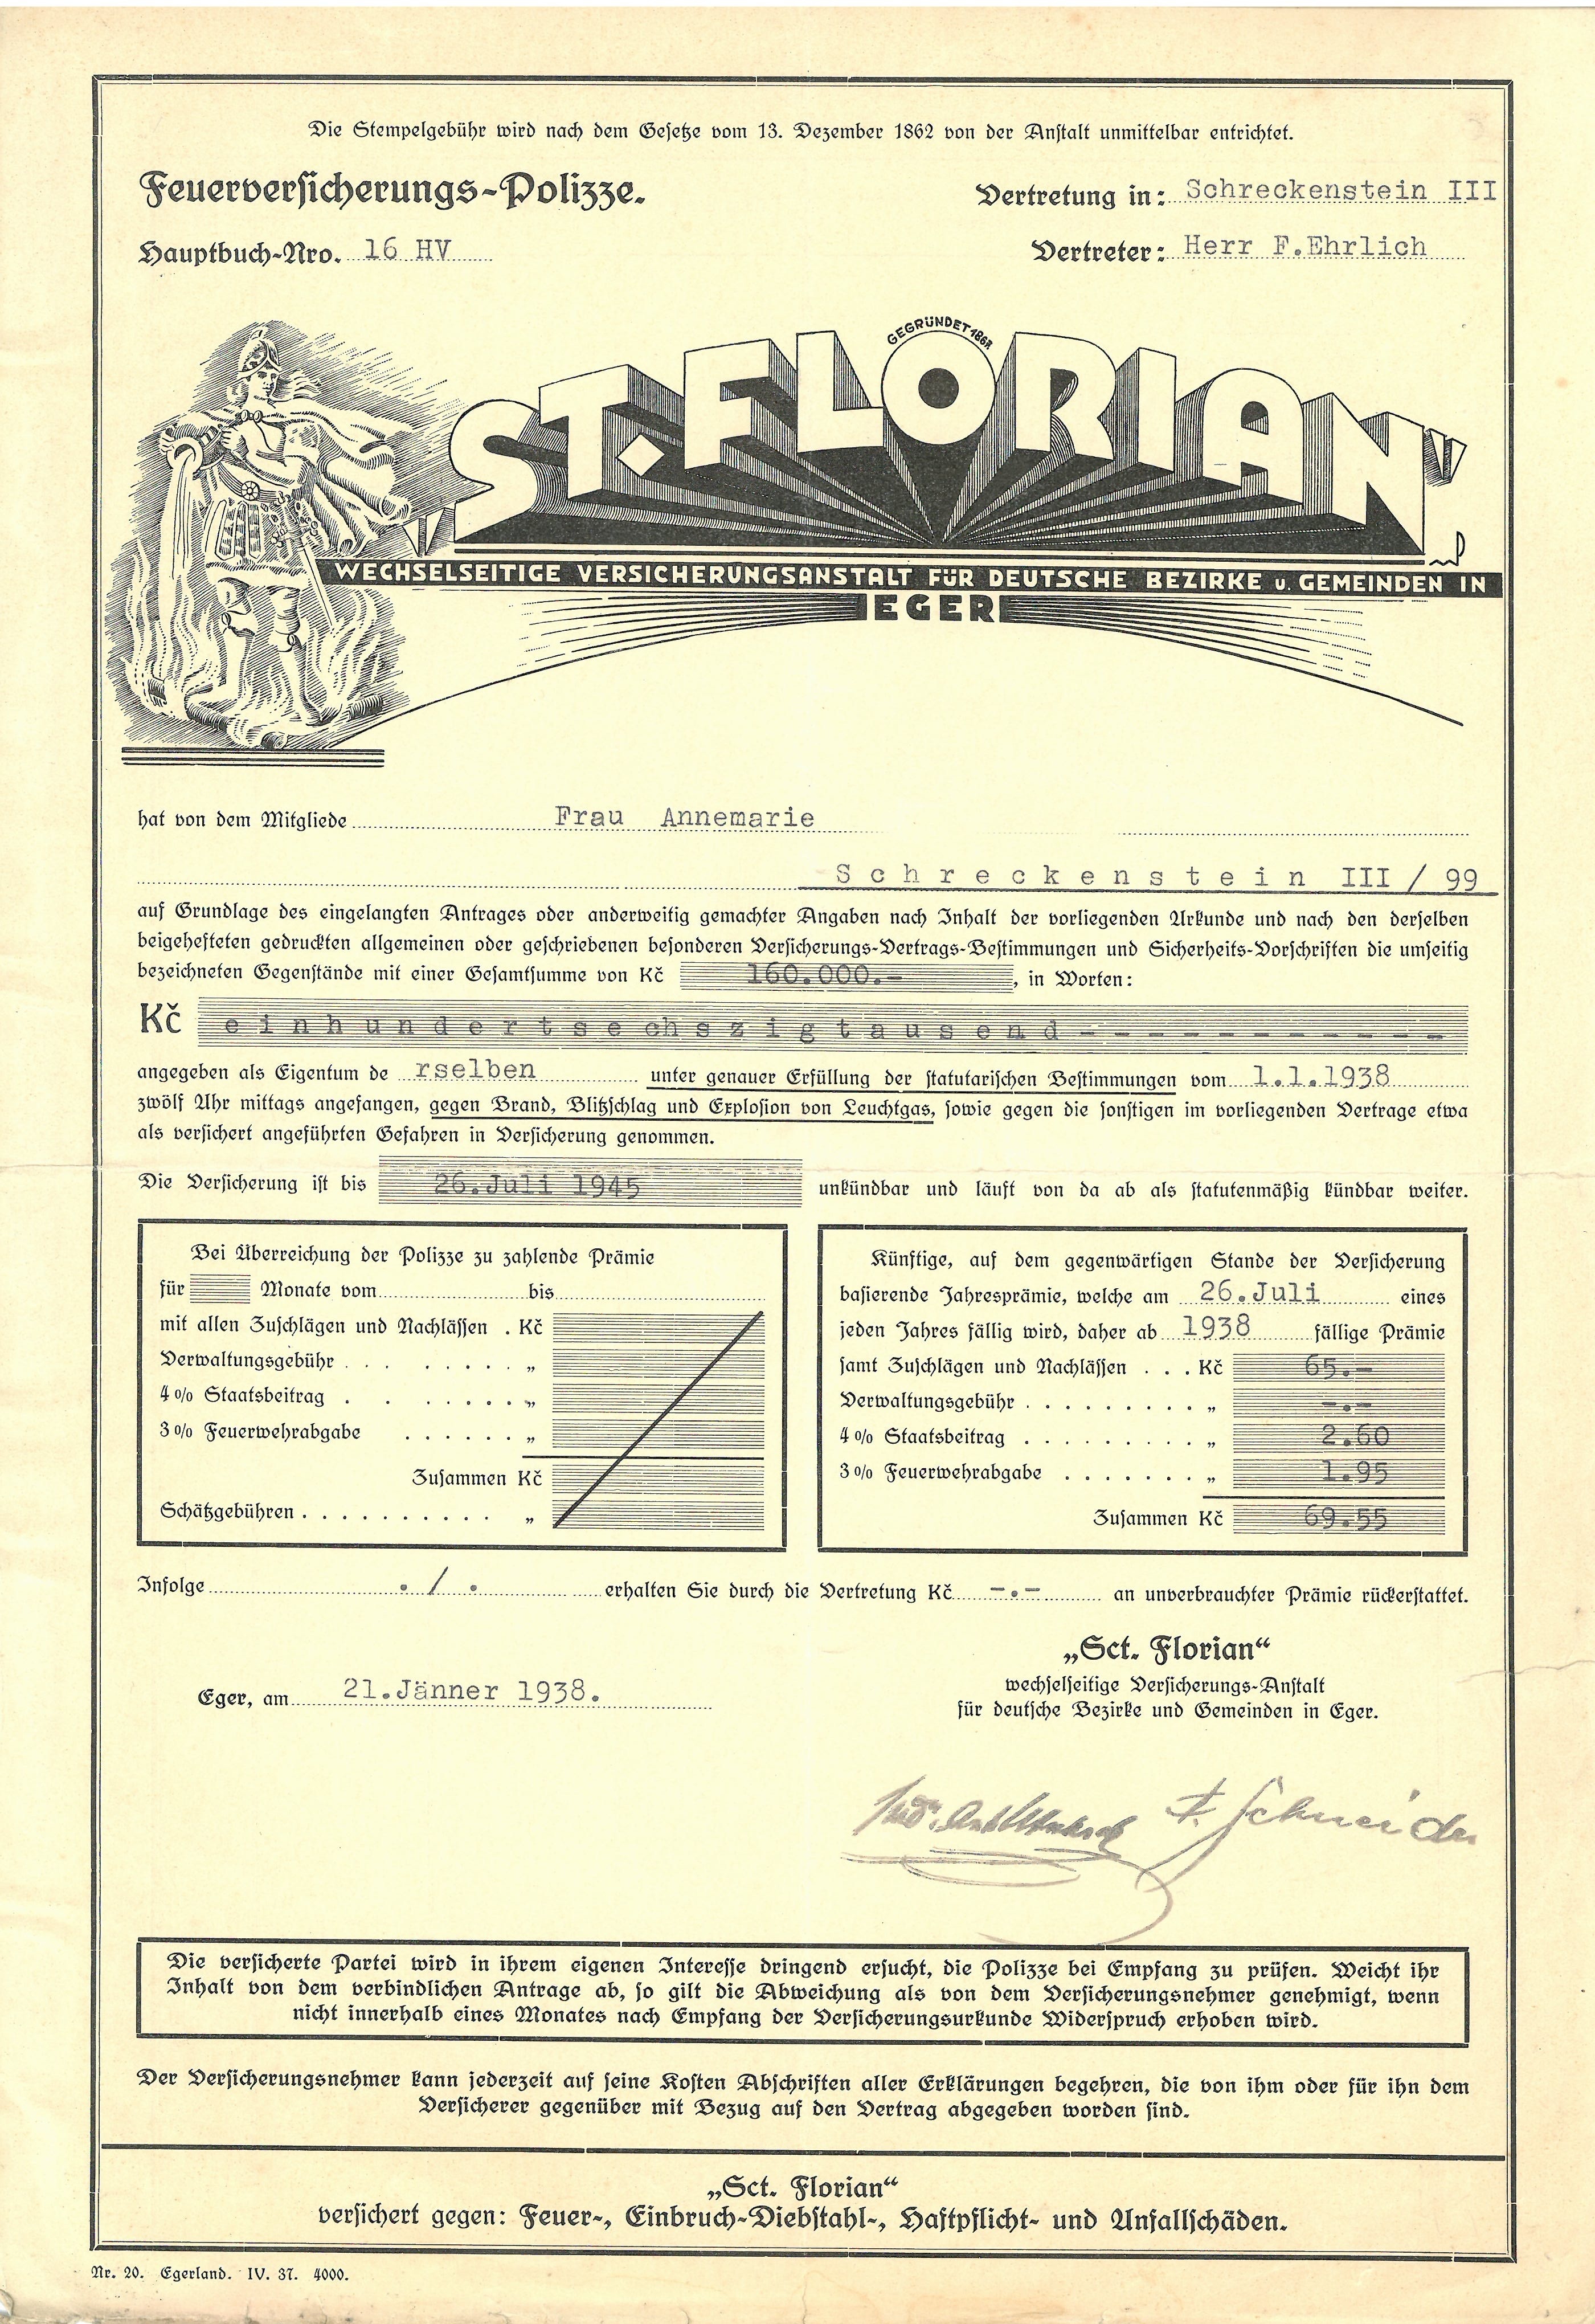 Die Stempelgebühr wird nach dem Gesetze vom 13. Dezember 1862 von der Anstalt unmittelbar entrichtet.
Feuerversicherungs-Polizze.
Vertretung in: Schreckenstein III
Hauptbuch-Nro. 16 HV
Vertreter: Herr F.Ehrlich
GEGRÜNDET
„ST. FLORIAN"
WECHSELSEITIGE VERSICHERUNGSANSTALT FÜR DEUTSCHE BEZIRKE u. GEMEINDEN IN
EGER
hat von dem Mitgliede Frau Annemarie
Schreckenstein III / 99
auf Grundlage des eingelangten Antrages oder anderweitig gemachter Angaben nach Inhalt der vorliegenden Urkunde und nach den derselben
beigehefteten gedruckten allgemeinen oder geschriebenen besonderen Versicherungs-Vertrags-Bestimmungen und Sicherheits-Vorschriften die umseitig
bezeichneten Gegenstände mit einer Gesamtsumme von Kč 160.000.-, in Worten:
Kč einhundertsechszigtausend- - - - - - - - - - -
angegeben als Eigentum de rselben unter genauer Erfüllung der statutarischen Bestimmungen vom 1.1.1938
zwölf Uhr mittags angefangen, gegen Brand, Blitzschlag und Explosion von Leuchtgas, sowie gegen die sonstigen im vorliegenden Vertrage etwa
als versichert angeführten Gefahren in Versicherung genommen.
Die Versicherung ist bis 26.Juli 1945 unkündbar und läuft von da ab als statutenmäßig kündbar weiter.
Bei Überreichung der Polizze zu zahlende Prämie
für Monate vom bis
mit allen Zuschlägen und Nachlässen . Kč
Verwaltungsgebühr . . . . . . . . . „
4% Staatsbeitrag . . . . . . . . „
3% Feuerwehrabgabe . . . . . . „
Zusammen Kč
Schätzgebühren . . . . . . . . . . „
Künftige, auf dem gegenwärtigen Stande der Versicherung
basierende Jahresprämie, welche am 26.Juli eines
jeden Jahres fällig wird, daher ab 1938 fällige Prämie
samt Zuschlägen und Nachlässen . . . Kč 65.-
Verwaltungsgebühr . . . . . . . . . „ -.-
4% Staatsbeitrag . . . . . . . . . „ 2.60
3% Feuerwehrabgabe . . . . . . . „ 1.95
Zusammen Kč 69.55
Infolge . / . erhalten Sie durch die Vertretung Kč -.- an unverbrauchter Prämie rückerstattet.
„Sct. Florian“
wechselseitige Versicherungs-Anstalt
für deutsche Bezirke und Gemeinden in Eger.
Eger, am 21.Jänner 1938.
F. Schneider
Die versicherte Partei wird in ihrem eigenen Interesse dringend ersucht, die Polizze bei Empfang zu prüfen. Weicht ihr
Inhalt von dem verbindlichen Antrage ab, so gilt die Abweichung als von dem Versicherungsnehmer genehmigt, wenn
nicht innerhalb eines Monates nach Empfang der Versicherungsurkunde Widerspruch erhoben wird.
Der Versicherungsnehmer kann jederzeit auf seine Kosten Abschriften aller Erklärungen begehren, die von ihm oder für ihn dem
Versicherer gegenüber mit Bezug auf den Vertrag abgegeben worden sind.
„Sct. Florian“
versichert gegen: Feuer-, Einbruch-Diebstahl-, Haftpflicht- und Unfallschäden.
Nr. 20. Egerland. IV. 37. 4000.